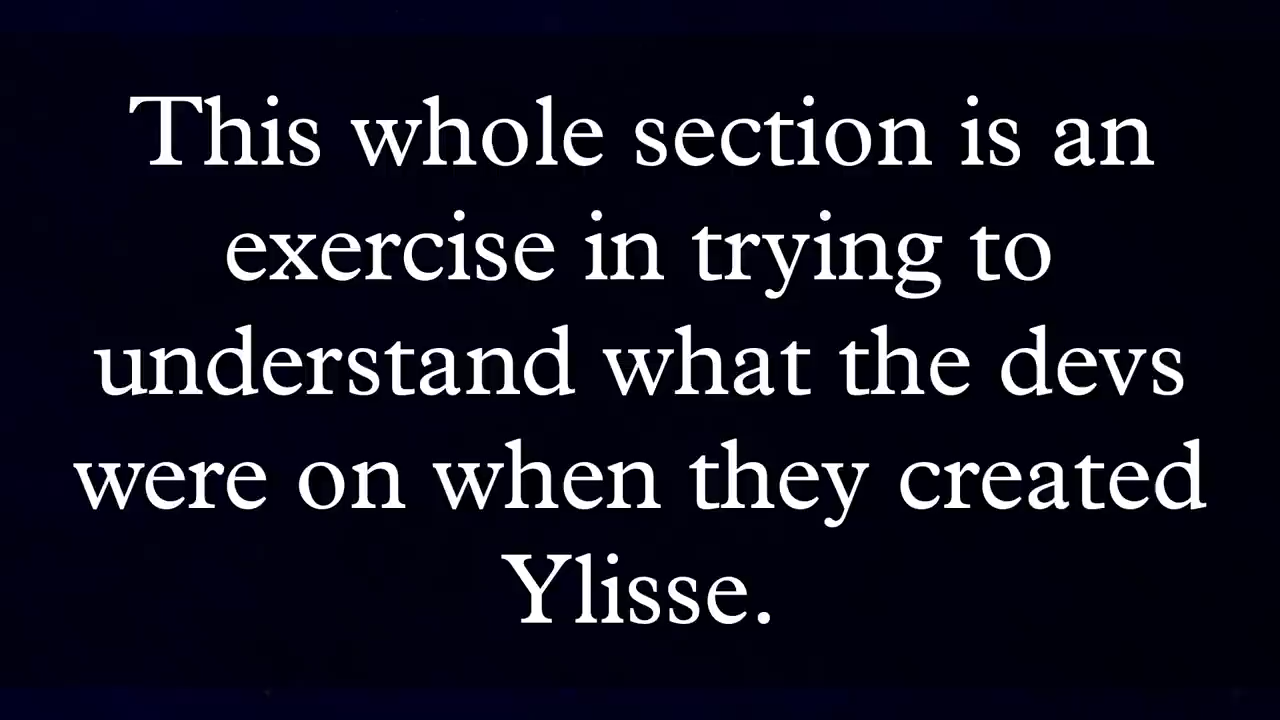 This whole section is an
exercise in trying to
understand what the devs
were on when they created
Ylisse.